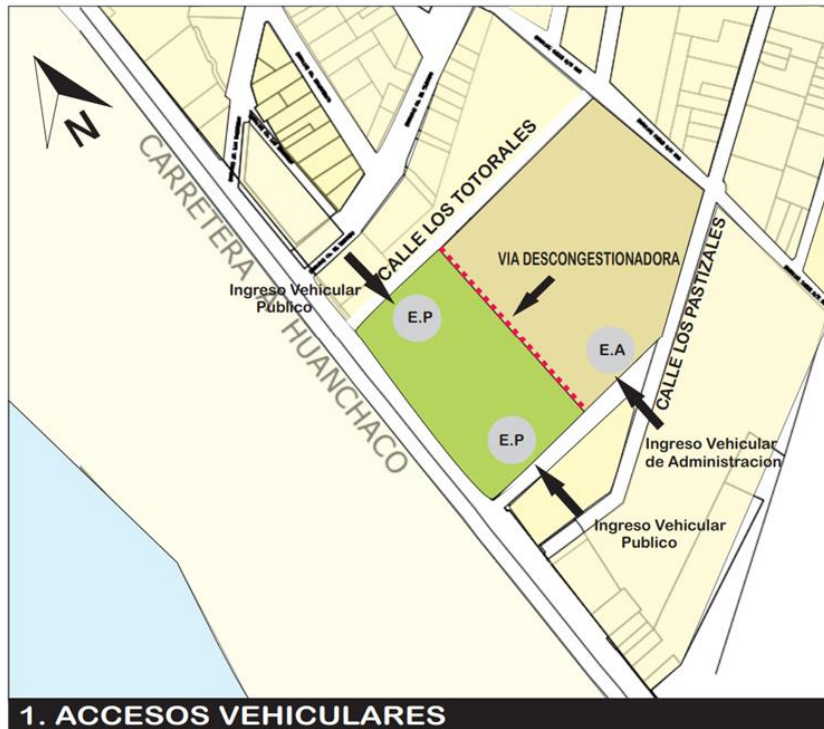 N
CARRETERA A HUANCHACO
CALLE LOS TOTORALES
VIA DESCONGESTIONADORA
Ingreso Vehicular
Publico
E.P
E.A
CALLE LOS PASTIZALES
E.P
Ingreso Vehicular
de Administracion
Ingreso Vehicular
Publico
1. ACCESOS VEHICULARES